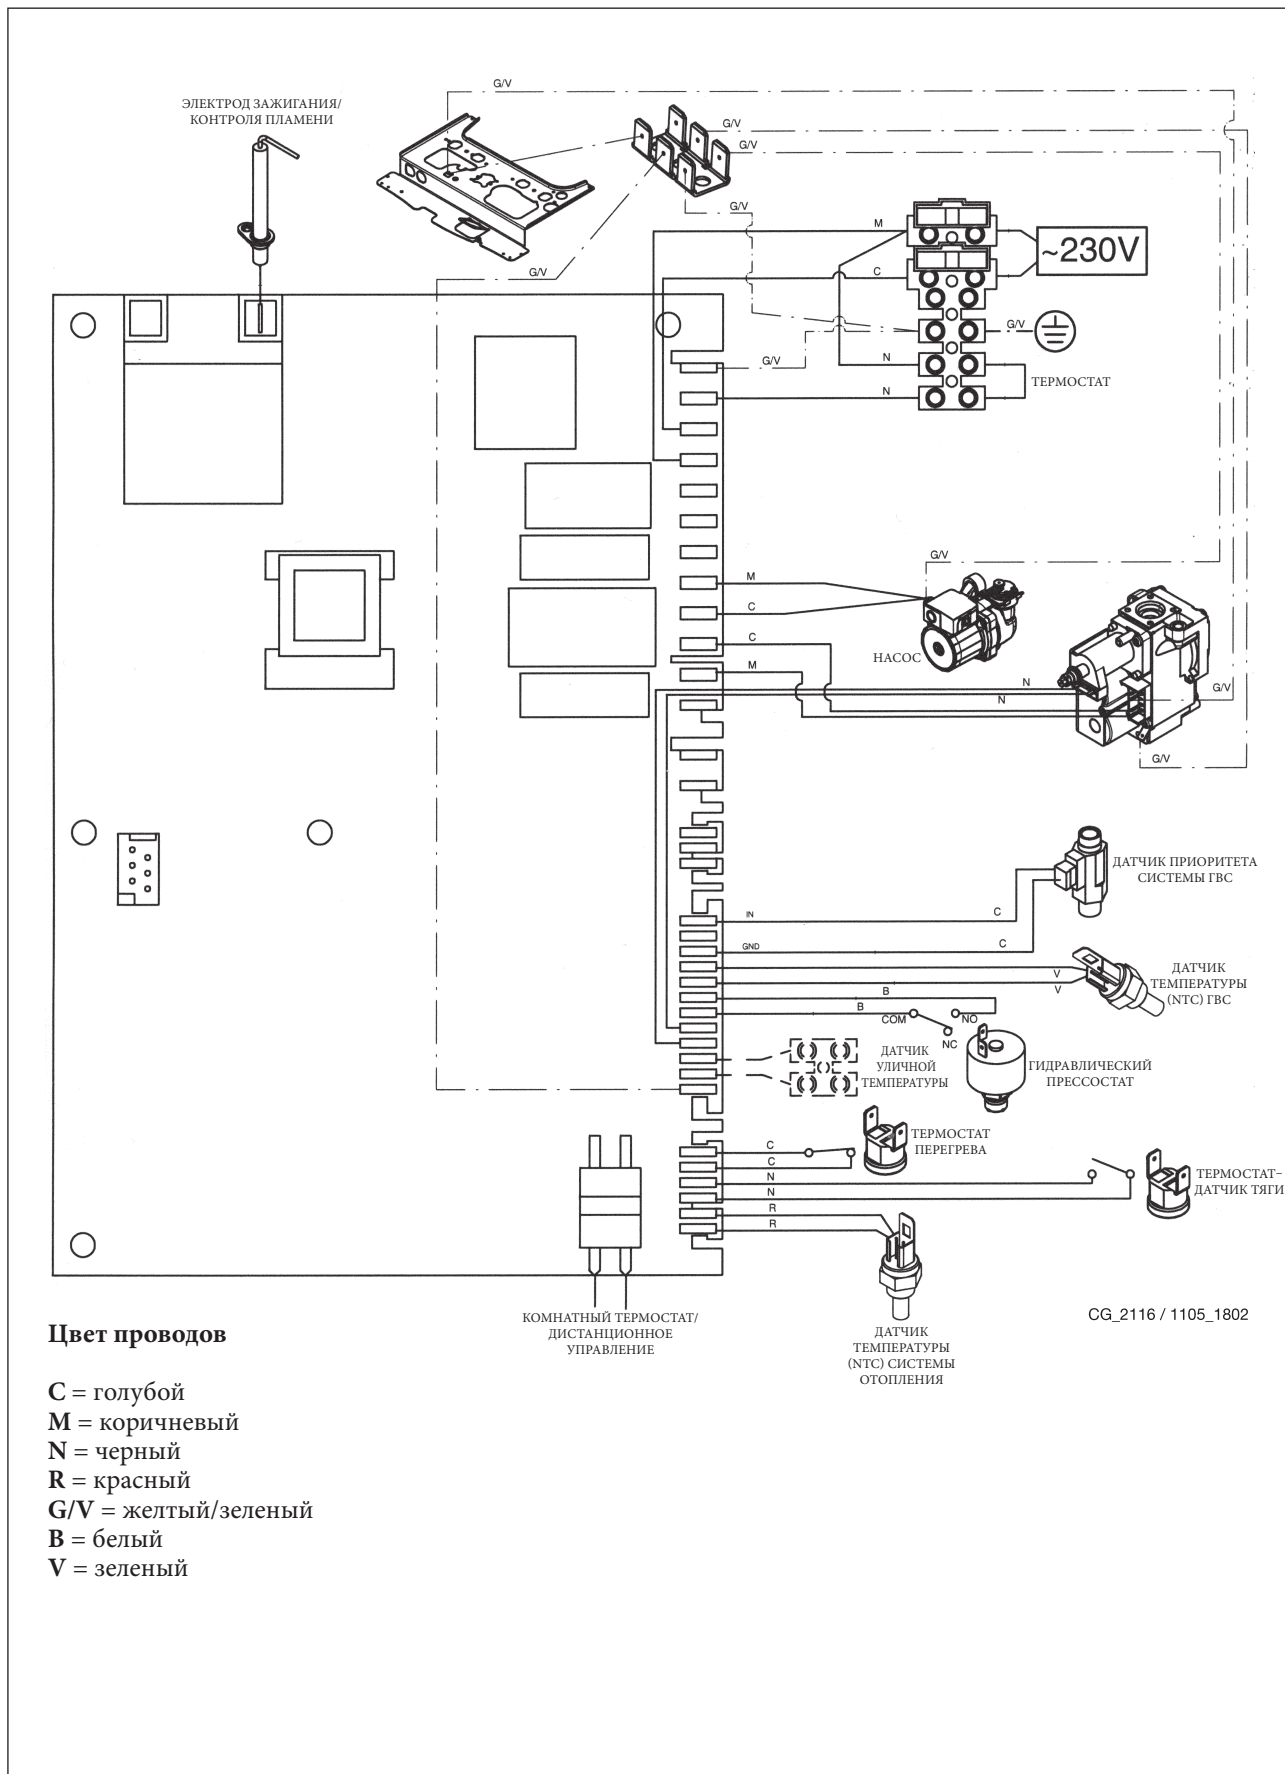 G/V
ЭЛЕКТРОД ЗАЖИГАНИЯ/
КОНТРОЛЯ ПЛАМЕНИ
G/V
G/V
G/V
M
~230V
G/V
C
G/V
G/V
N
ТЕРМОСТАТ
N
G/V
M
C
C
НАСОС
M
N
G/V
N
G/V
ДАТЧИК ПРИОРИТЕТА
СИСТЕМЫ ГВС
IN
C
GND
C
ДАТЧИК
ТЕМПЕРАТУРЫ
(NTC) ГВС
V
V
B
B
COM
NO
NC
ДАТЧИК
УЛИЧНОЙ
ТЕМПЕРАТУРЫ
ГИДРАВЛИЧЕСКИЙ
ПРЕССОСТАТ
ТЕРМОСТАТ
ПЕРЕГРЕВА
C
C
N
N
ТЕРМОСТАТ-
ДАТЧИК ТЯГИ
R
R
КОМНАТНЫЙ ТЕРМОСТАТ/
ДИСТАНЦИОННОЕ
УПРАВЛЕНИЕ
ДАТЧИК
ТЕМПЕРАТУРЫ
(NTC) СИСТЕМЫ
ОТОПЛЕНИЯ
CG_2116 / 1105_1802
Цвет проводов
C = голубой
M = коричневый
N = черный
R = красный
G/V = желтый/зеленый
B = белый
V = зеленый